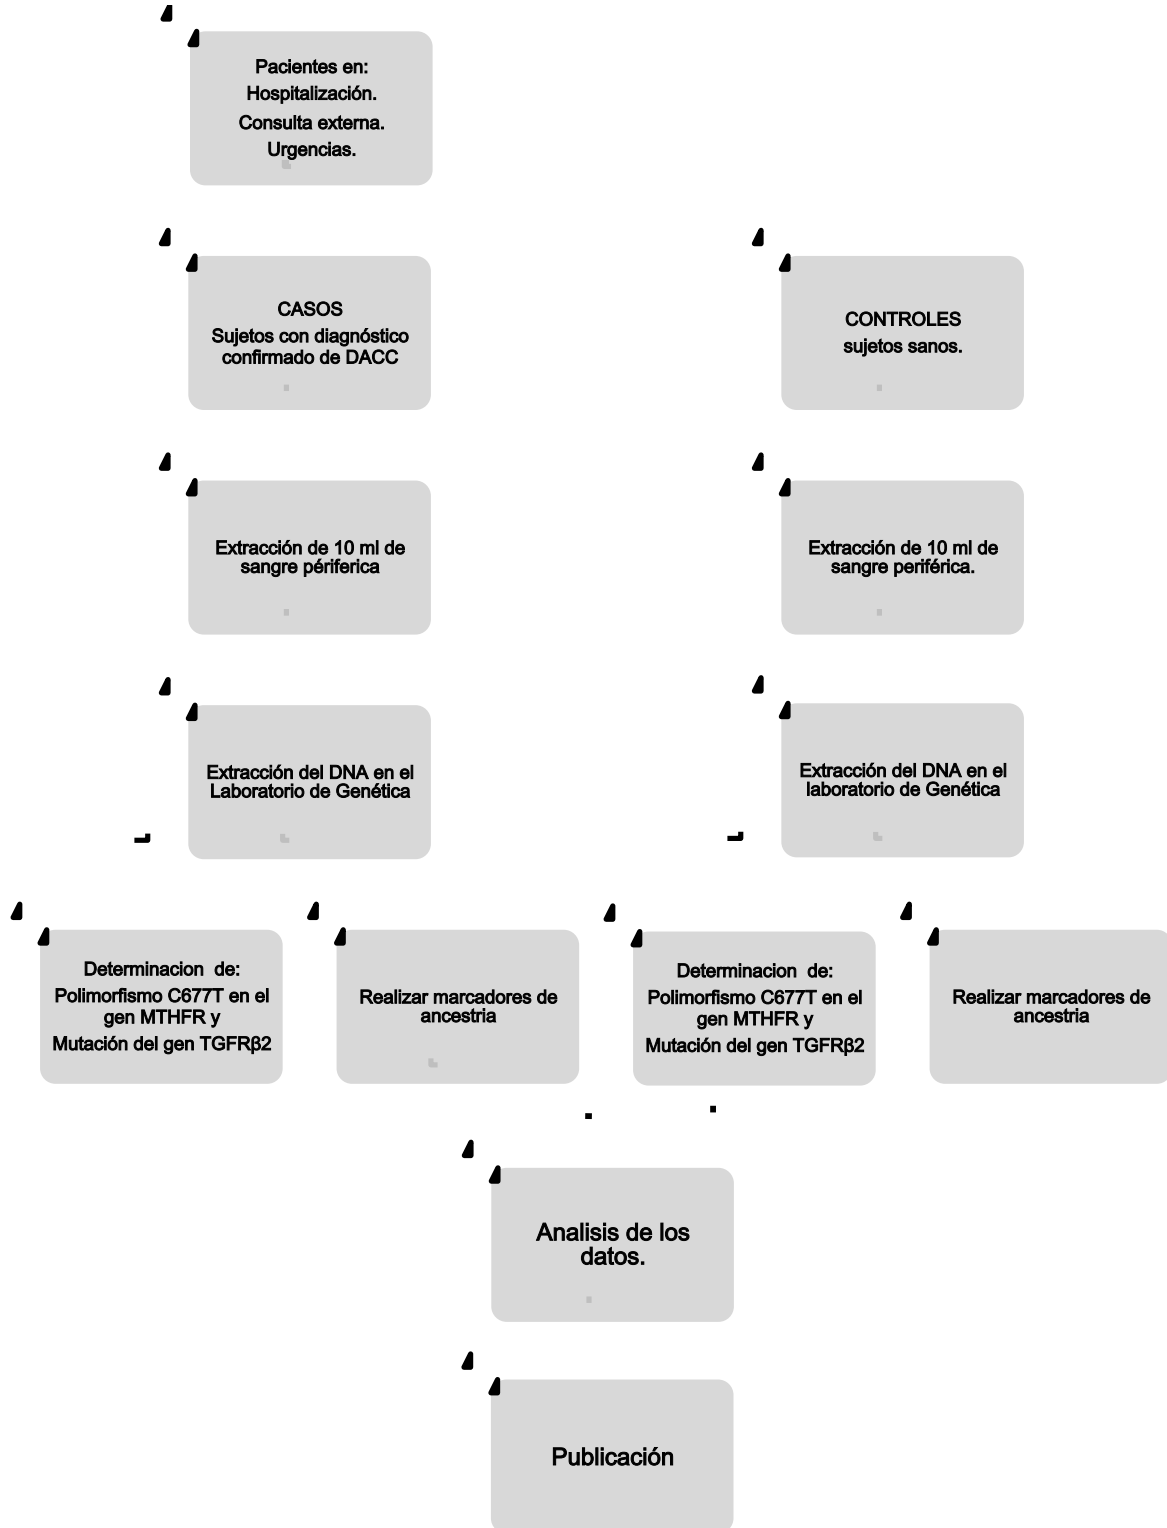 Pacientes en:
Hospitalización.
Consulta externa.
Urgencias.
CASOS
Sujetos con diagnóstico
confirmado de DACC
CONTROLES
sujetos sanos.
Extracción de 10 ml de
sangre périferica
Extracción de 10 ml de
sangre periférica.
Extracción del DNA en el
Laboratorio de Genética
Extracción del DNA en el
laboratorio de Genética
Determinacion  de:
Polimorfismo C677T en el
gen MTHFR y
Mutación del gen TGFRβ2
Realizar marcadores de
ancestria
Determinacion  de:
Polimorfismo C677T en el
gen MTHFR y
Mutación del gen TGFRβ2
Realizar marcadores de
ancestria
Analisis de los
datos.
Publicación